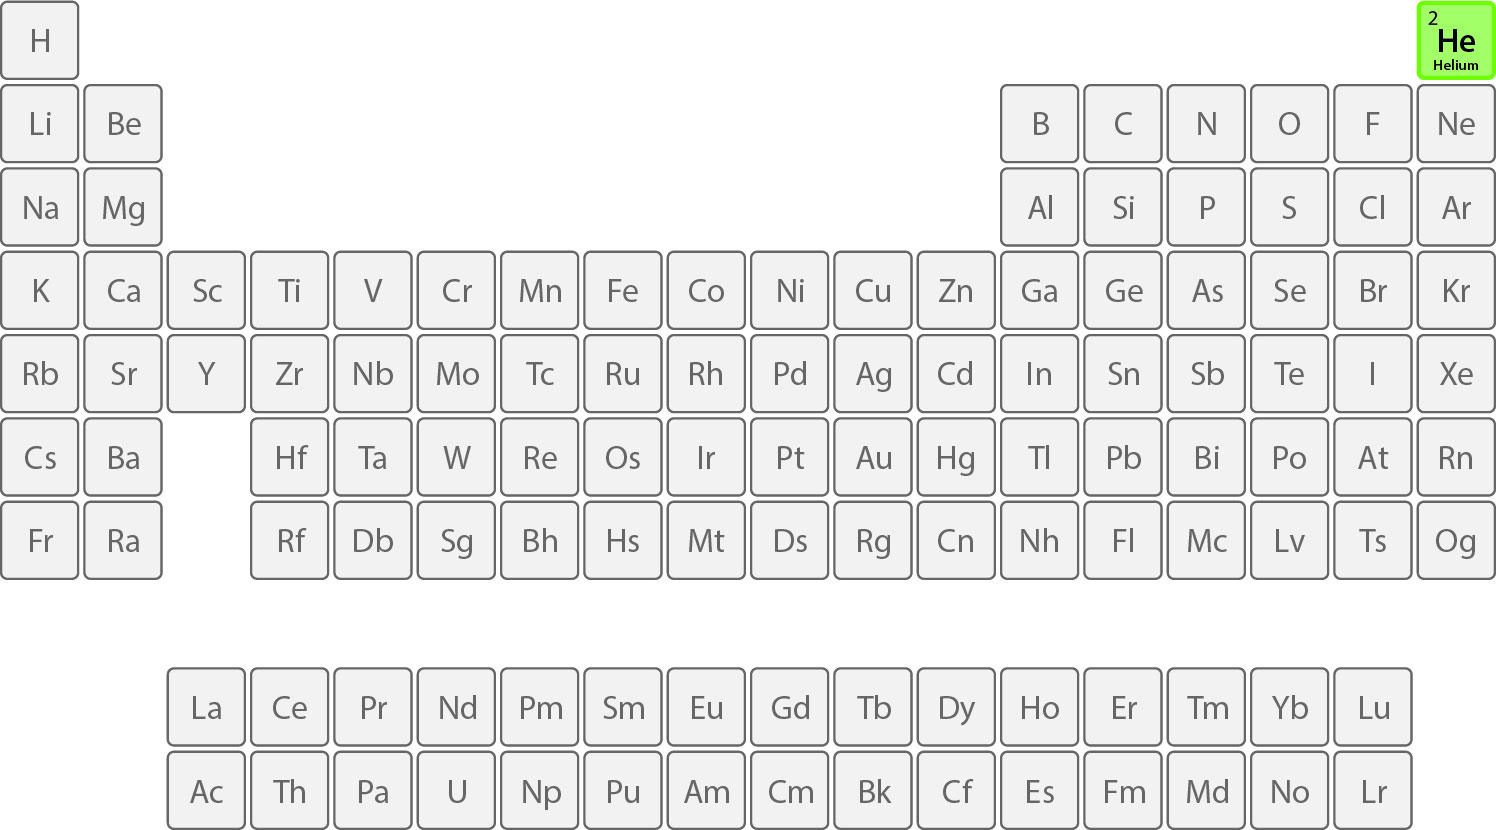 H
2
He
Helium
Li Be B C N O F Ne
Na Mg Al Si P S Cl Ar
K Ca Sc Ti V Cr Mn Fe Co Ni Cu Zn Ga Ge As Se Br Kr
Rb Sr Y Zr Nb Mo Tc Ru Rh Pd Ag Cd In Sn Sb Te I Xe
Cs Ba Hf Ta W Re Os Ir Pt Au Hg Tl Pb Bi Po At Rn
Fr Ra Rf Db Sg Bh Hs Mt Ds Rg Cn Nh Fl Mc Lv Ts Og
La Ce Pr Nd Pm Sm Eu Gd Tb Dy Ho Er Tm Yb Lu
Ac Th Pa U Np Pu Am Cm Bk Cf Es Fm Md No Lr